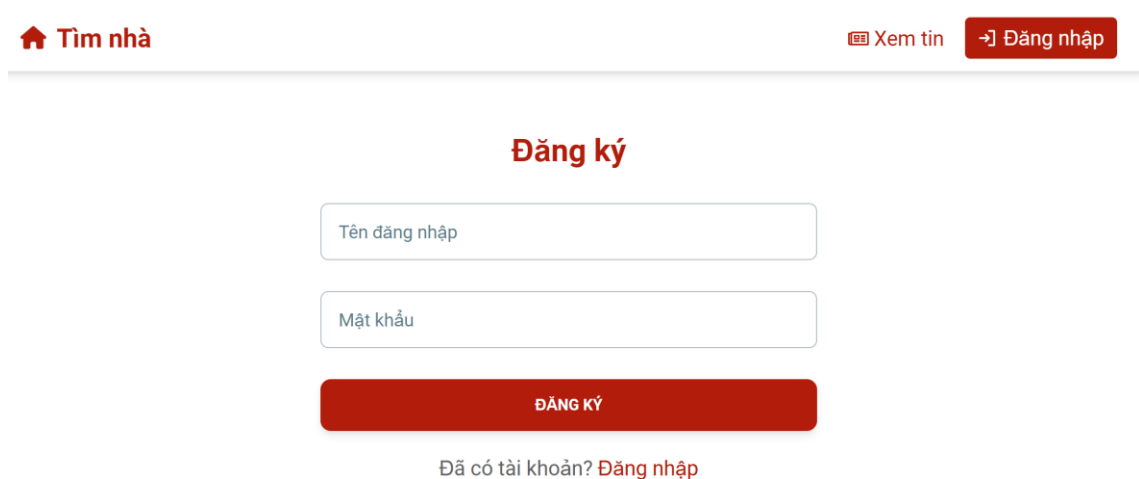 Tìm nhà Xem tin Đăng nhập
Đăng ký
Tên đăng nhập
Mật khẩu
ĐĂNG KÝ
Đã có tài khoản? Đăng nhập